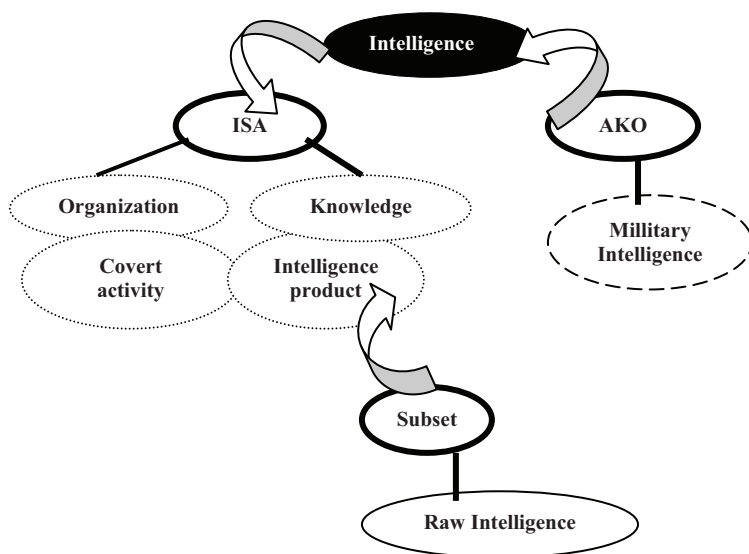 Intelligence
ISA
AKO
Organization
Knowledge
Millitary
Intelligence
Covert
activity
Intelligence
product
Subset
Raw Intelligence